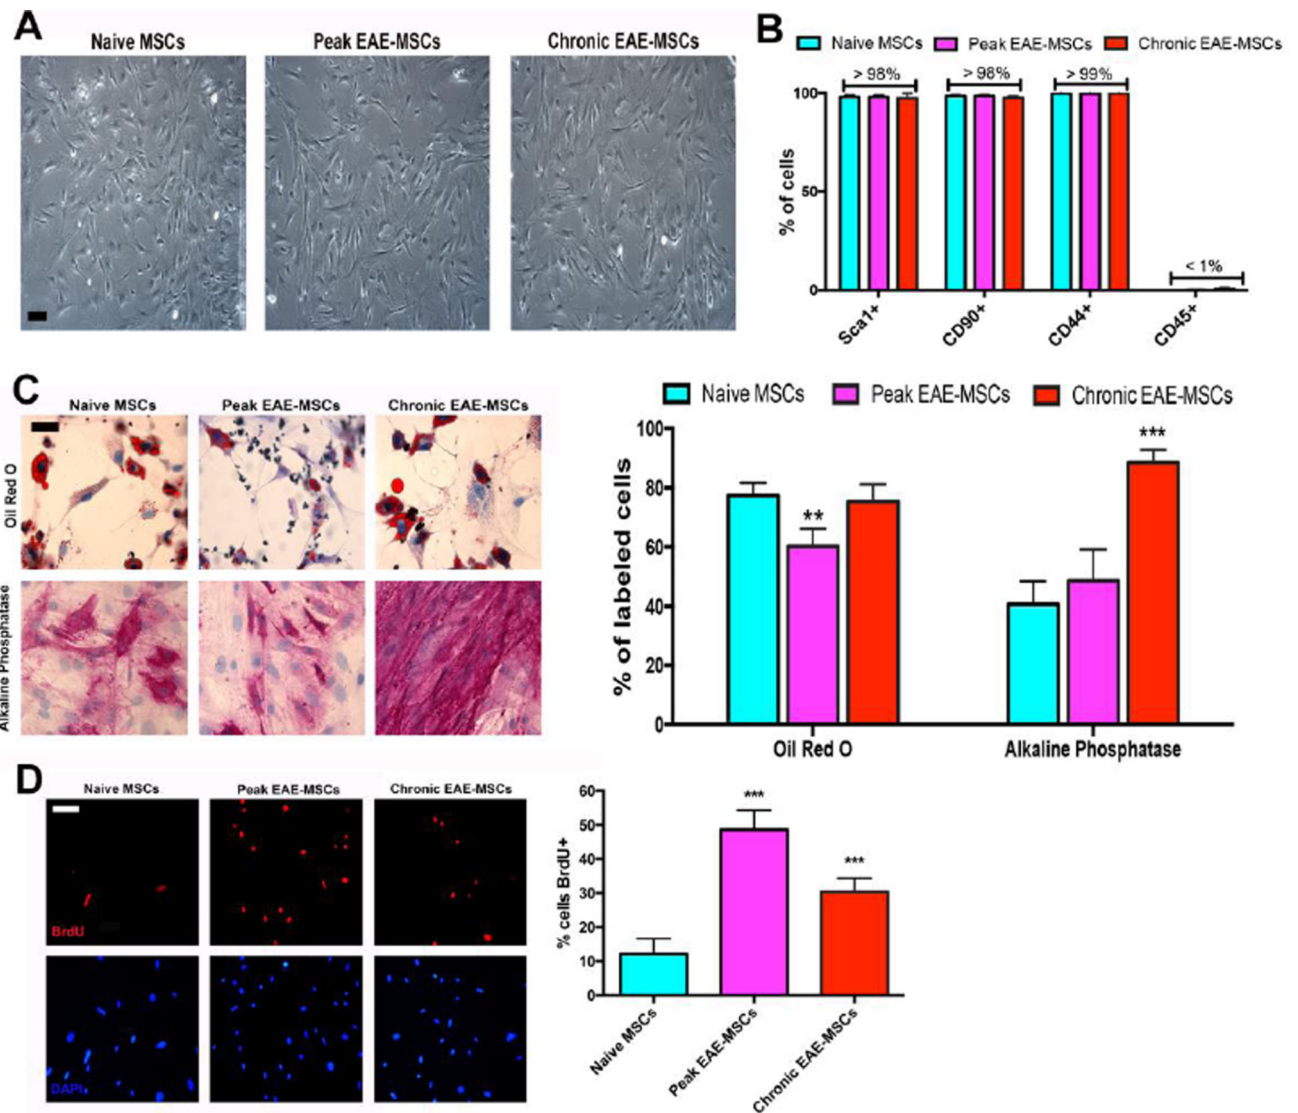 A
Naive MSCs
Peak EAE-MSCs
Chronic EAE-MSCs
B
Naive MSCs
Peak EAE-MSCs
Chronic EAE-MSCs
> 98%
> 98%
> 99%
< 1%
100
50
0
% of cells
Sca1+
CD90+
CD44+
CD45+
C
Naive MSCs
Peak EAE-MSCs
Chronic EAE-MSCs
Oil Red O
Alkaline Phosphatase
Naive MSCs
Peak EAE-MSCs
Chronic EAE-MSCs
100
80
60
40
20
0
% of labeled cells
**
***
Oil Red O
Alkaline Phosphatase
D
Naive MSCs
Peak EAE-MSCs
Chronic EAE-MSCs
BrdU
DAPI
60
50
40
30
20
10
0
% cells BrdU+
***
***
Naive MSCs
Peak EAE-MSCs
Chronic EAE-MSCs